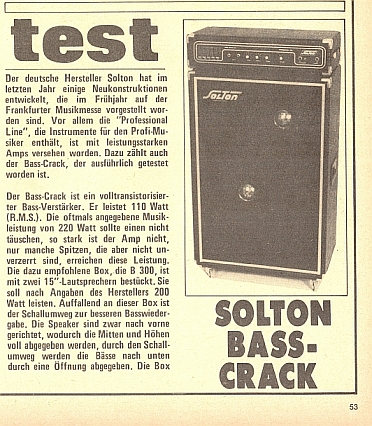 test
Der deutsche Hersteller Solton hat im
letzten Jahr einige Neukonstruktionen
entwickelt, die im Frühjahr auf der
Frankfurter Musikmesse vorgestellt wor-
den sind. Vor allem die "Professional
Line", die Instrumente für den Profi-Mu-
siker enthält, ist mit leistungsstarken
Amps versehen worden. Dazu zählt auch
der Bass-Crack, der ausführlich getestet
worden ist.
Der Bass-Crack ist ein volltransistorisier-
ter Bass-Verstärker. Er leistet 110 Watt
(R.M.S.). Die oftmals angegebene Musik-
leistung von 220 Watt sollte einen nicht
täuschen, so stark ist der Amp nicht,
nur manche Spitzen, die aber nicht un-
verzerrt sind, erreichen diese Leistung.
Die dazu empfohlene Box, die B 300, ist
mit zwei 15"-Lautsprechern bestückt. Sie
soll nach Angaben des Herstellers 200
Watt leisten. Auffallend an dieser Box ist
der Schallumweg zur besseren Basswieder-
gabe. Die Speaker sind zwar nach vorne
gerichtet, wodurch die Mitten und Höhen
voll abgegeben werden, durch den Schall-
umweg werden die Bässe nach unten
durch eine Öffnung abgegeben. Die Box
SOLTON
SOLTON
BASS-
CRACK
53